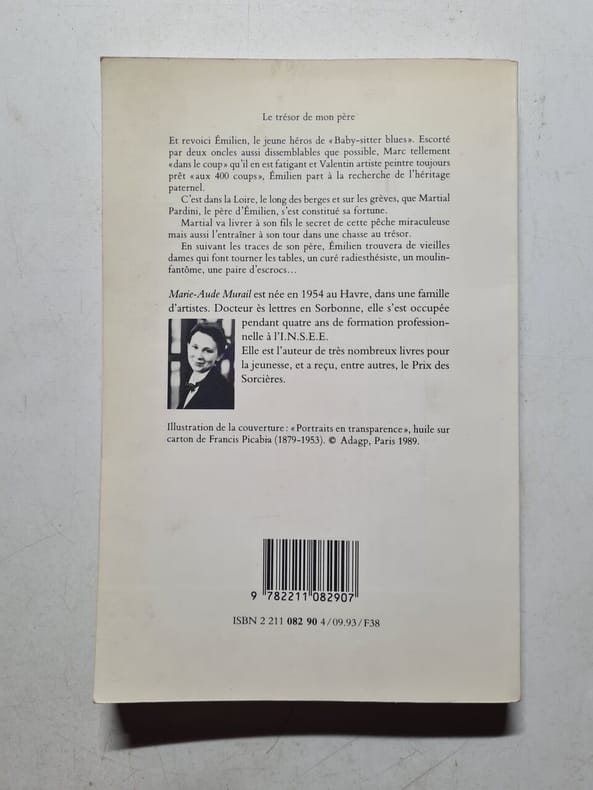 Le trésor de mon père
Et revoici Émilien, le jeune héros de «Baby-sitter blues». Escorté
par deux oncles aussi dissemblables que possible, Marc tellement
«dans le coup» qu'il en est fatigant et Valentin artiste peintre toujours
prêt «aux 400 coups», Émilien part à la recherche de l'héritage
paternel.
C'est dans la Loire, le long des berges et sur les grèves, que Martial
Pardini, le père d'Émilien, s'est constitué sa fortune.
Martial va livrer à son fils le secret de cette pêche miraculeuse
mais aussi l'entraîner à son tour dans une chasse au trésor.
En suivant les traces de son père, Émilien trouvera de vieilles
dames qui font tourner les tables, un curé radiesthésiste, un moulin-
fantôme, une paire d'escrocs...
Marie-Aude Murail est née en 1954 au Havre, dans une famille
d'artistes. Docteur ès lettres en Sorbonne, elle s'est occupée
pendant quatre ans de formation profession-
nelle à l'I.N.S.E.E.
Elle est l'auteur de très nombreux livres pour
la jeunesse, et a reçu, entre autres, le Prix des
Sorcières.
Illustration de la couverture: «Portraits en transparence», huile sur
carton de Francis Picabia (1879-1953). © Adagp, Paris 1989.
9 782211 082907
ISBN 2 211 082 90 4/09.93/F38